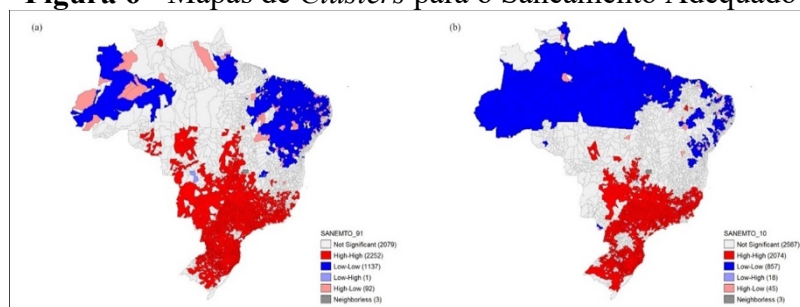 Figura 6 - Mapas de Clusters para o Saneamento Adequado
(a)
SANEMTO_91
Not Significant (2079)
High-High (2252)
Low-Low (1137)
Low-High (1)
High-Low (92)
Neighborless (3)
(b)
SANEMTO_10
Not Significant (2567)
High-High (2074)
Low-Low (857)
Low-High (18)
High-Low (45)
Neighborless (3)